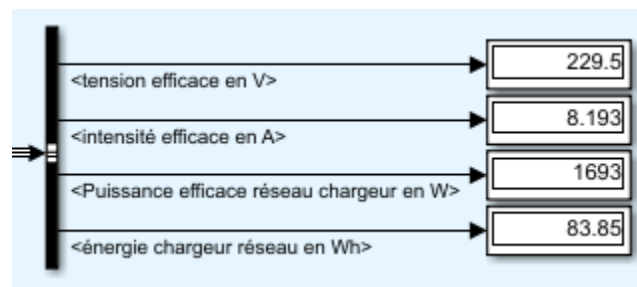 229.5
<tension efficace en V>
8.193
<intensité efficace en A>
1693
<Puissance efficace réseau chargeur en W>
83.85
<énergie chargeur réseau en Wh>